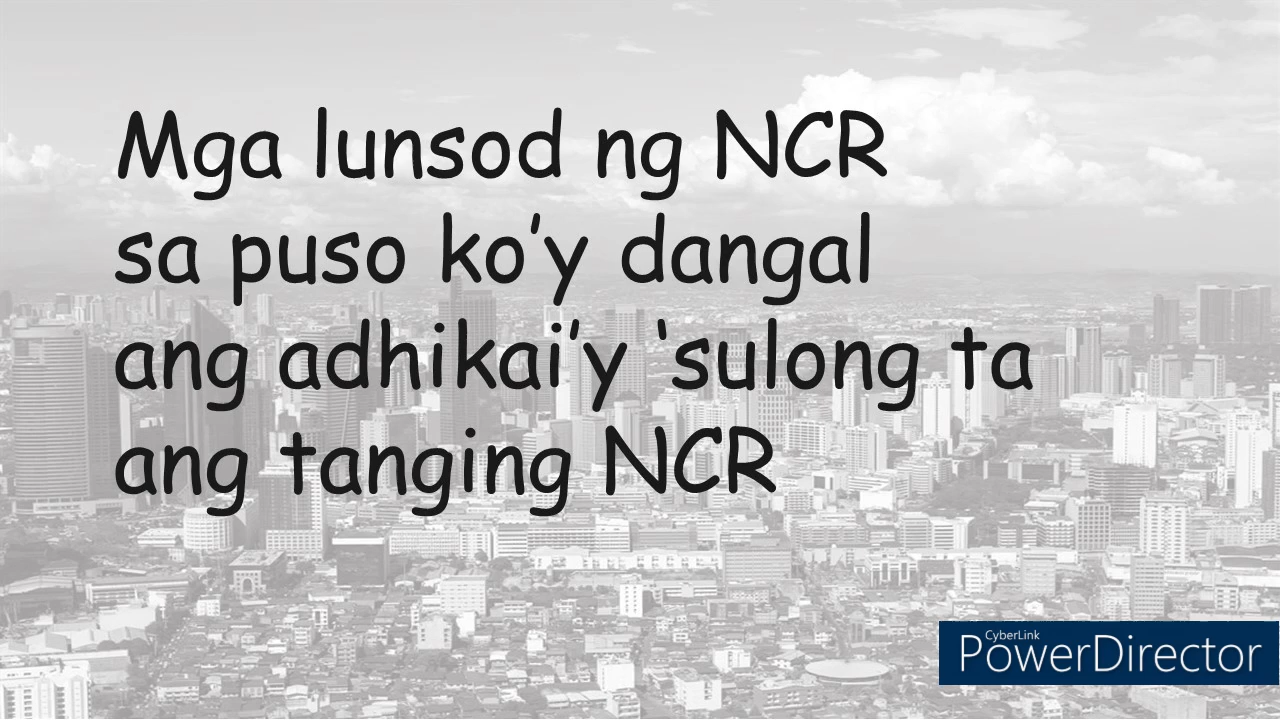 Mga lunsod ng NCR
sa puso ko’y dangal
ang adhikai’y ‘sulong ta
ang tanging NCR
CyberLink
PowerDirector